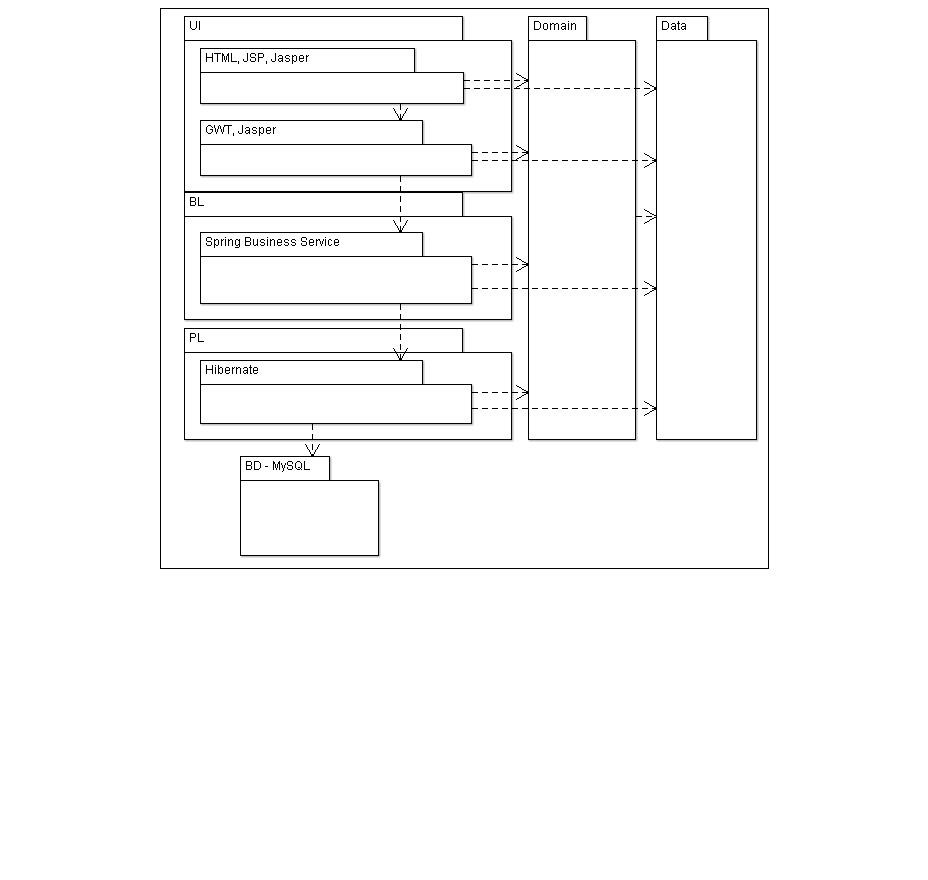 UI
Domain
Data
HTML, JSP, Jasper
GWT, Jasper
BL
Spring Business Service
PL
Hibernate
BD - MySQL